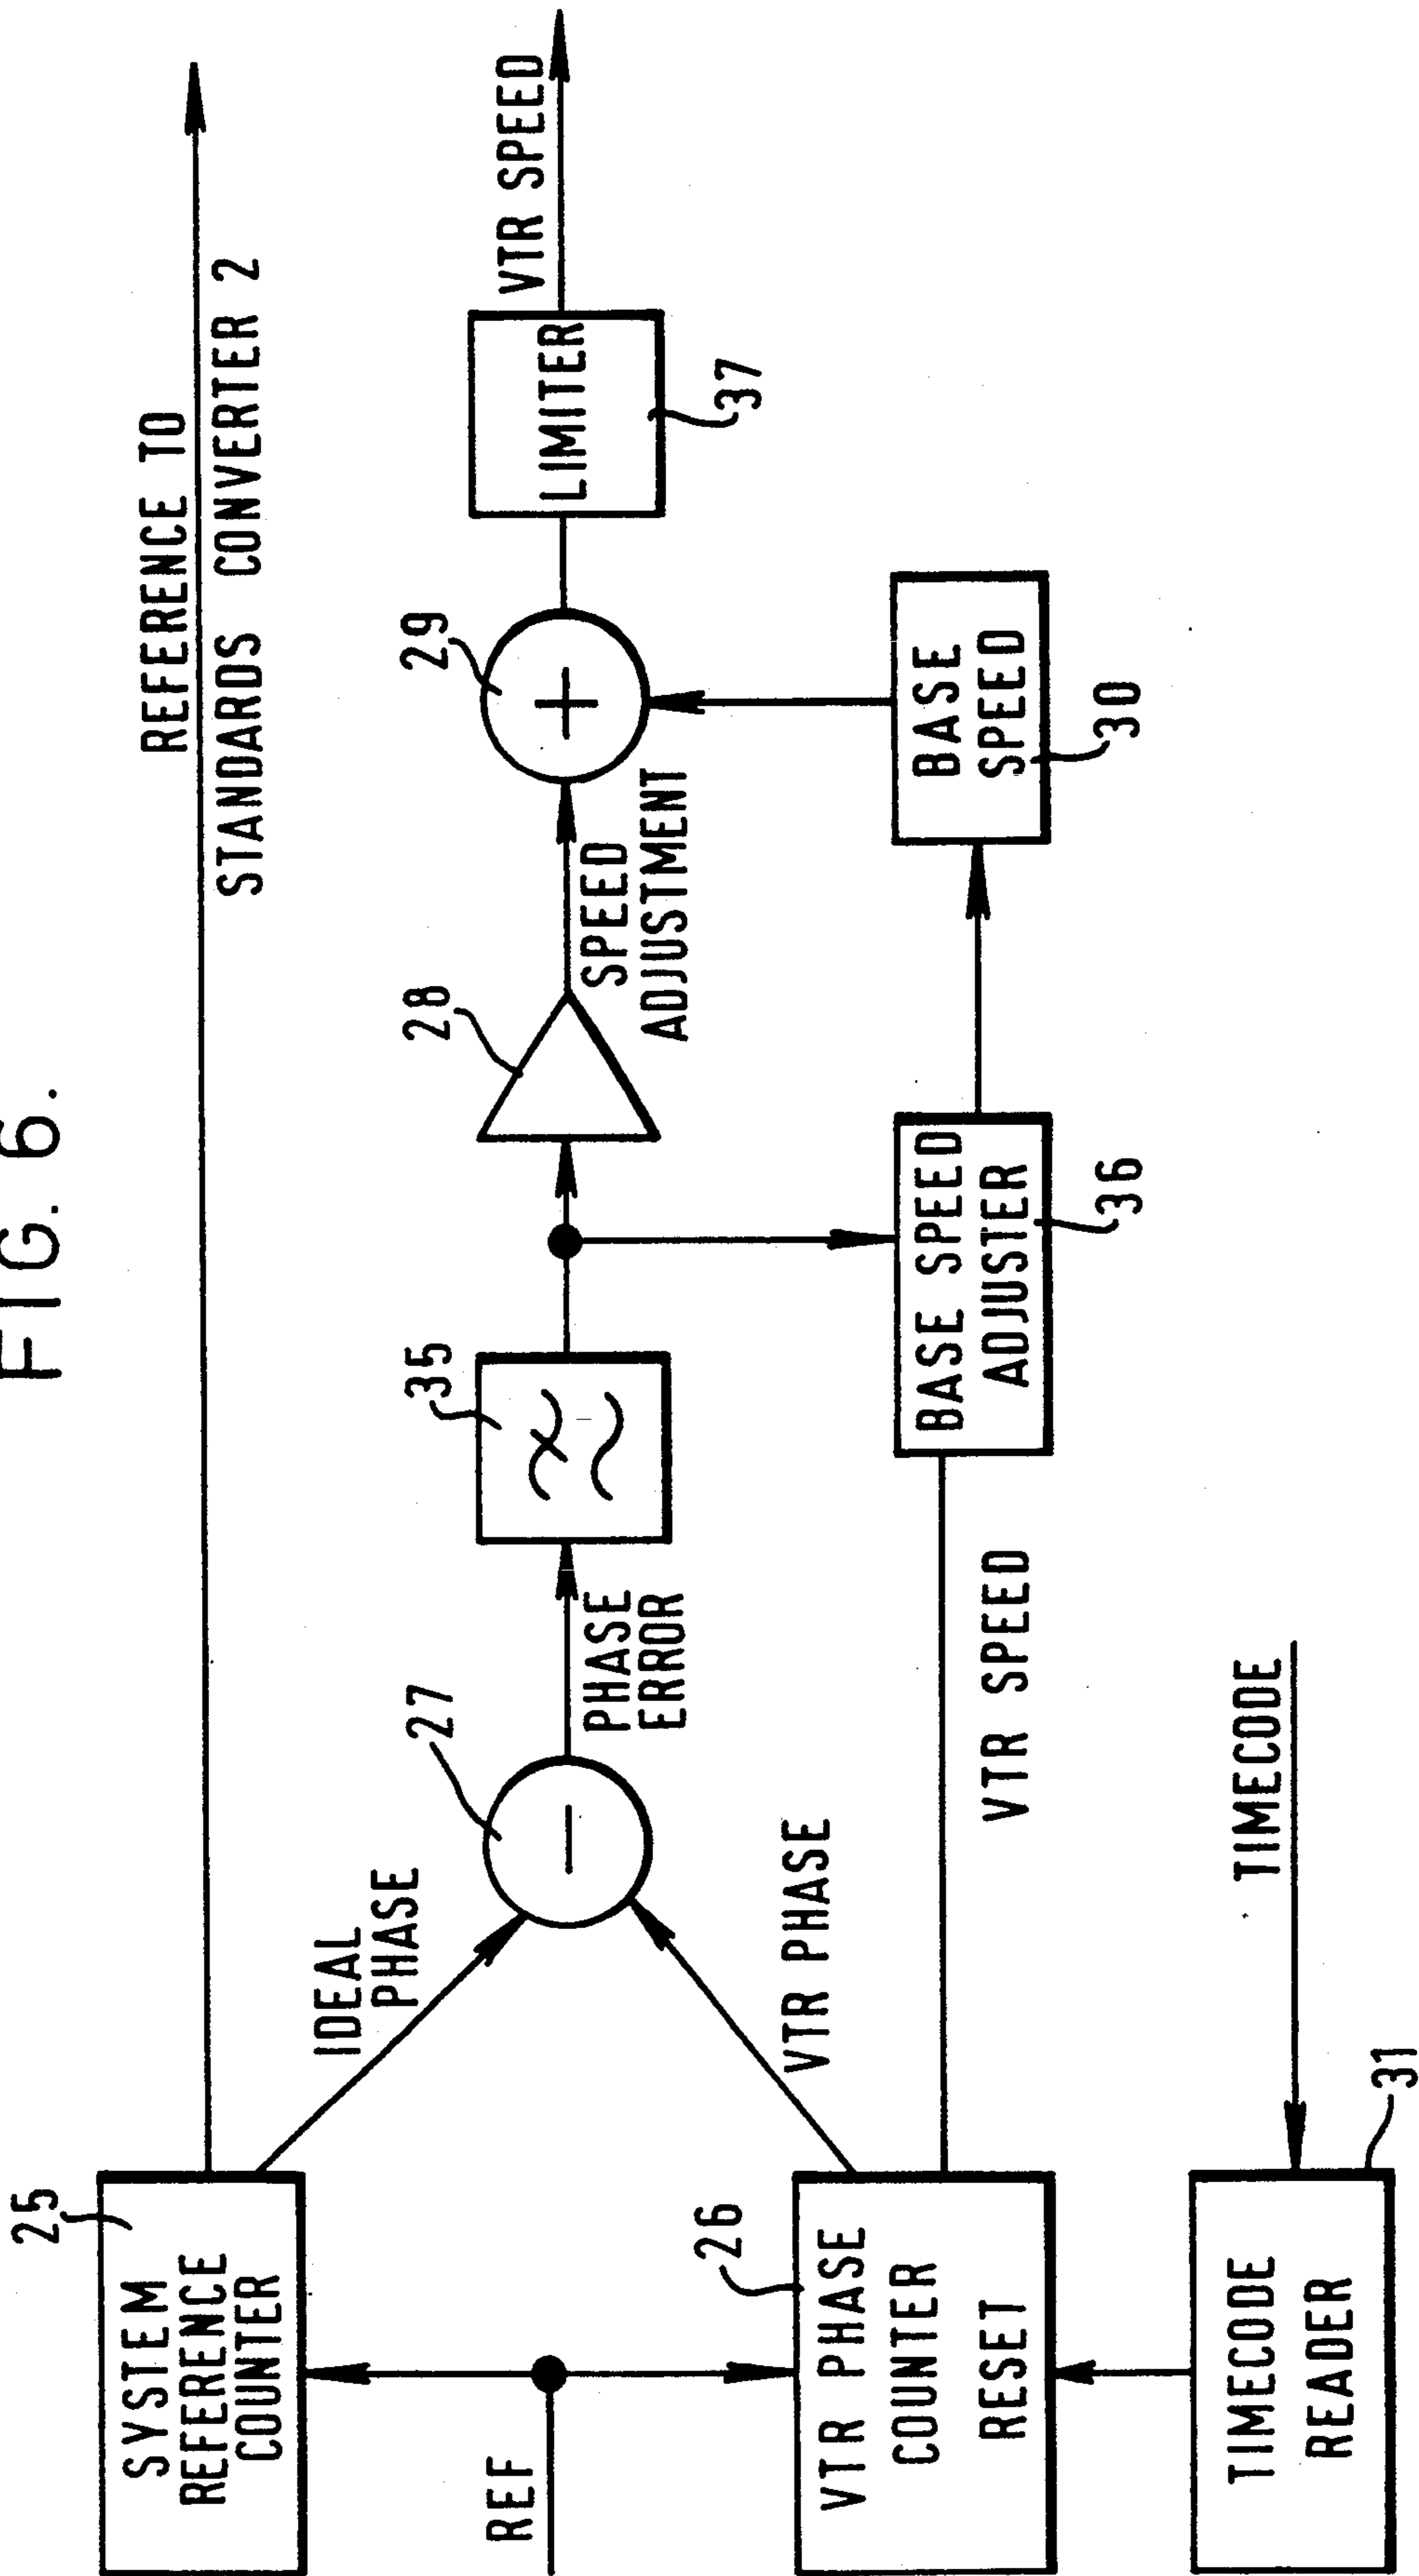 FIG. 6.
25
SYSTEM
REFERENCE
COUNTER
REFERENCE TO
STANDARDS CONVERTER 2
IDEAL
PHASE
27
PHASE
ERROR
35
28
SPEED
ADJUSTMENT
29
LIMITER
37
VTR SPEED
REF
26
VTR PHASE
COUNTER
RESET
VTR PHASE
VTR SPEED
BASE SPEED
ADJUSTER
36
BASE
SPEED
30
TIMECODE
READER
31
TIMECODE